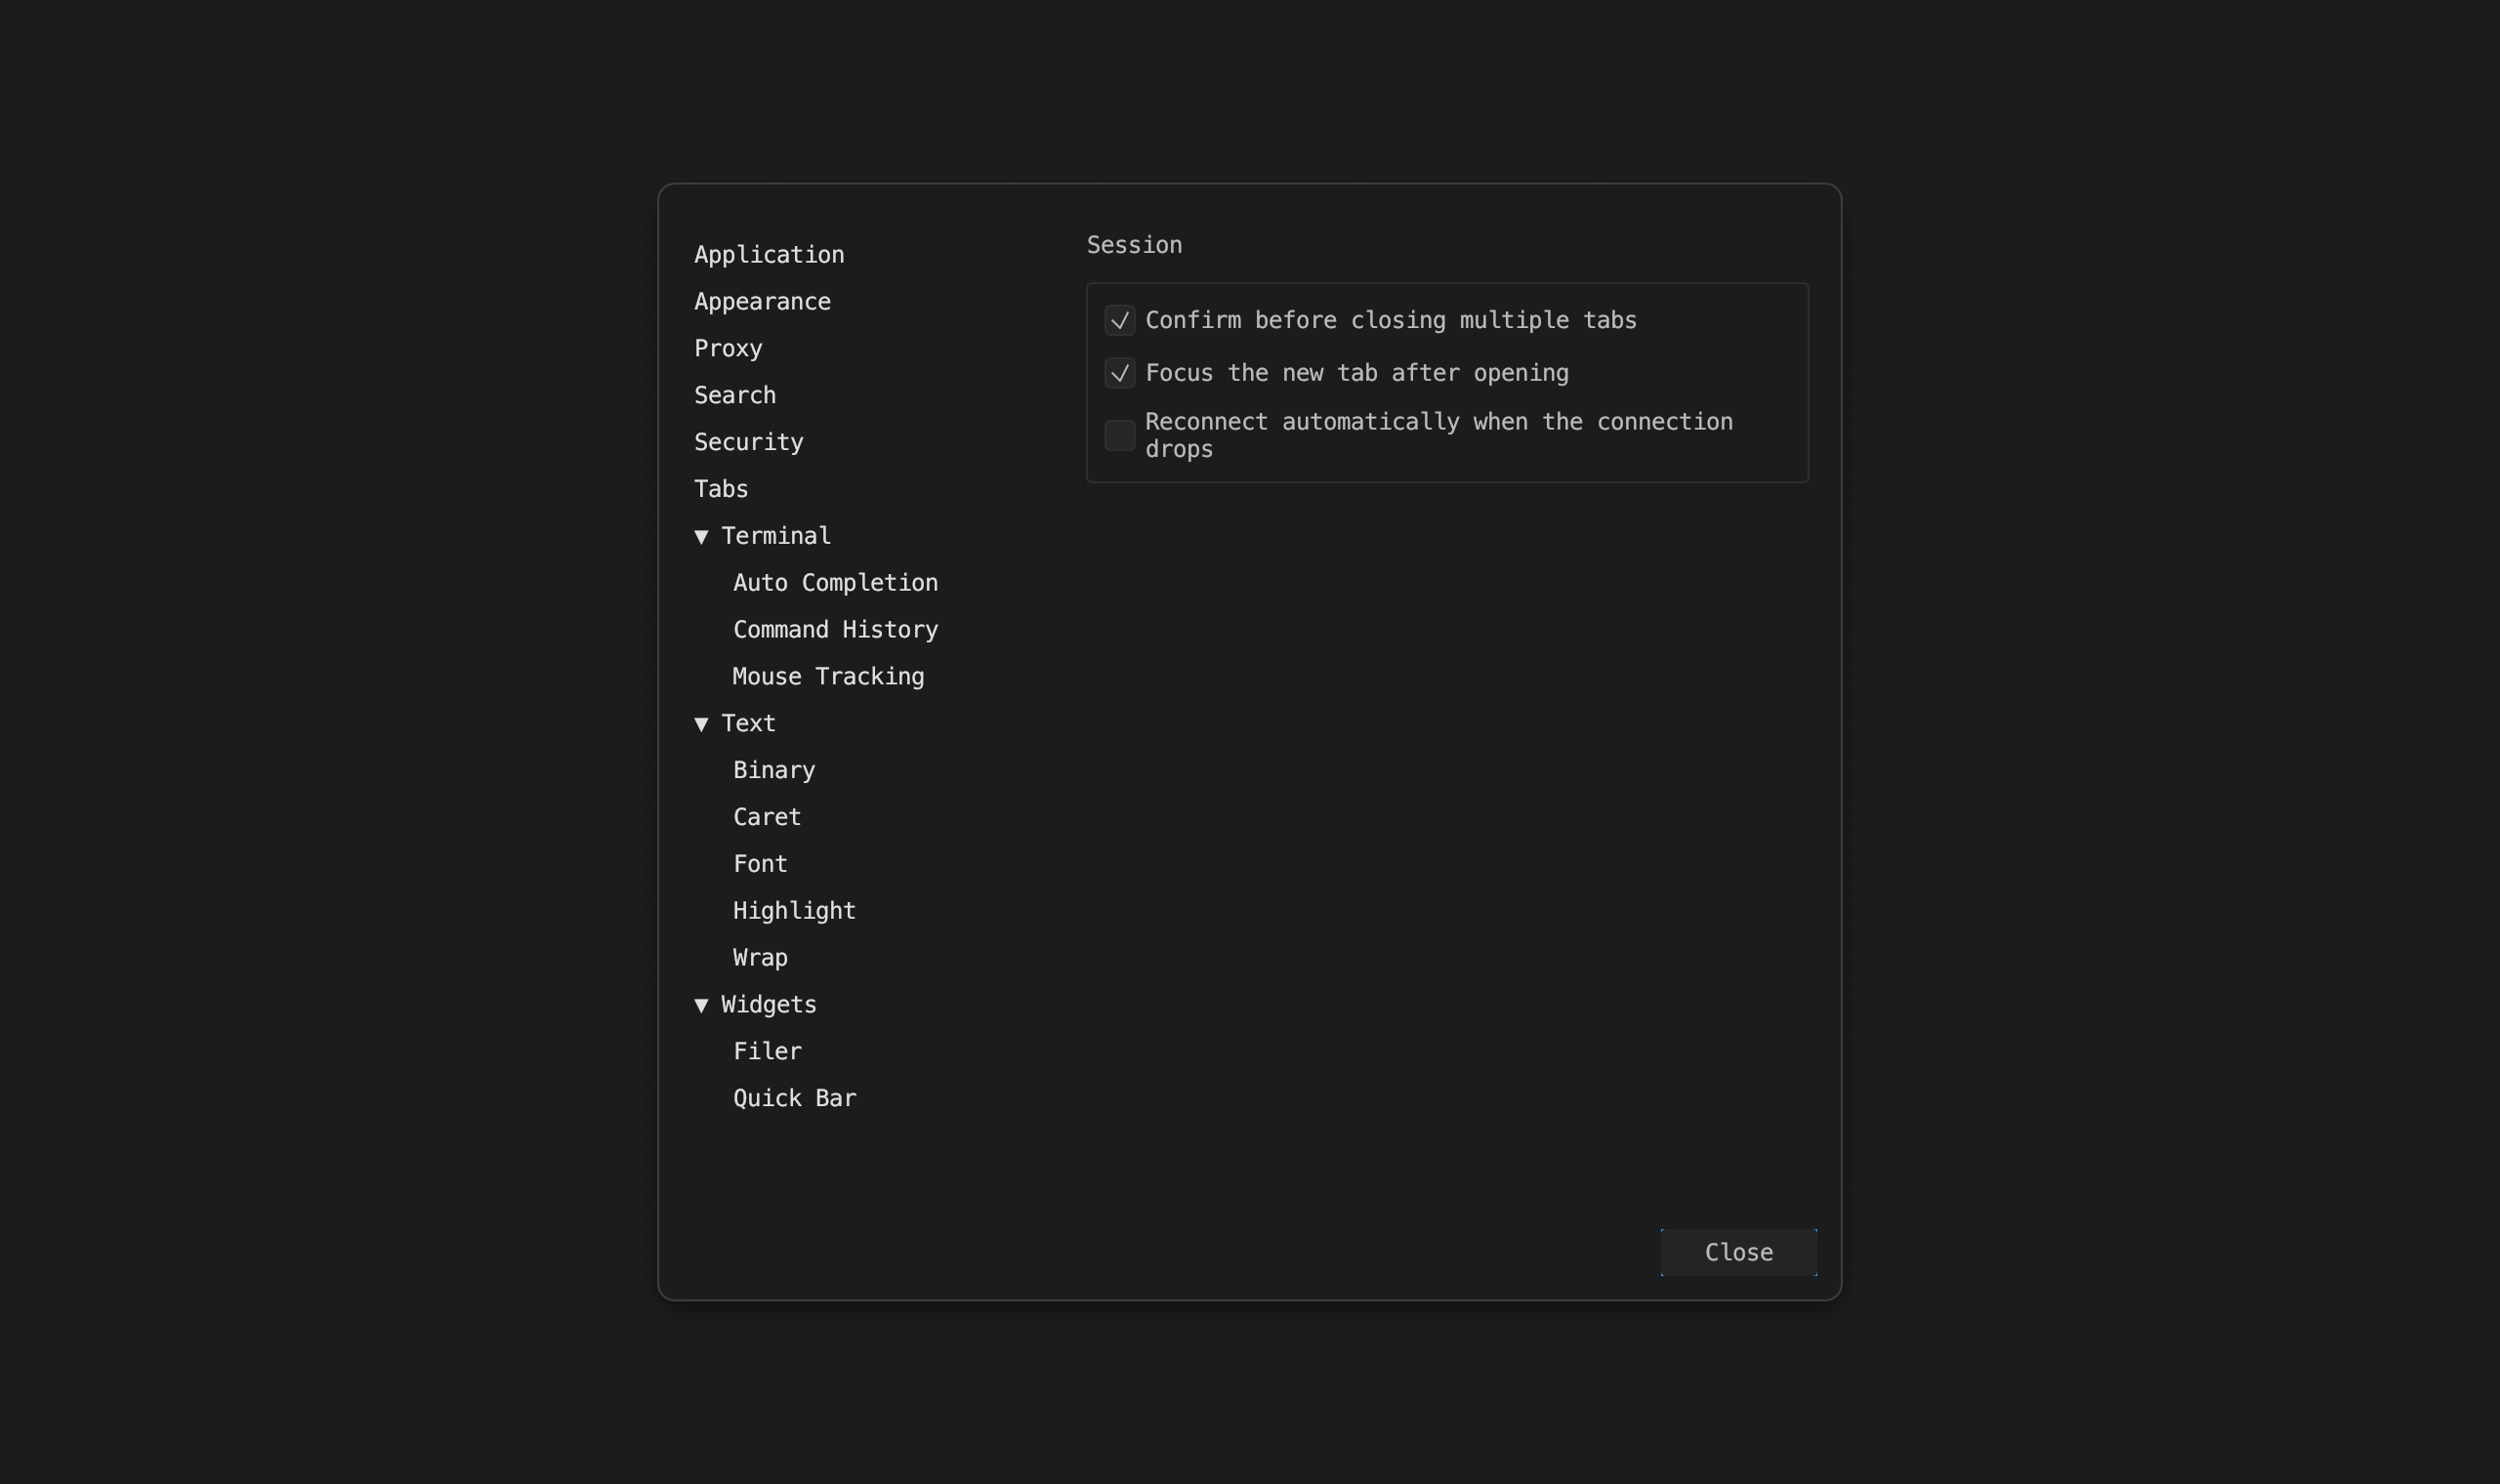 Application
Appearance
Proxy
Search
Security
Tabs
▼ Terminal
Auto Completion
Command History
Mouse Tracking
▼ Text
Binary
Caret
Font
Highlight
Wrap
▼ Widgets
Filer
Quick Bar
Session
Confirm before closing multiple tabs
Focus the new tab after opening
Reconnect automatically when the connection
drops
Close